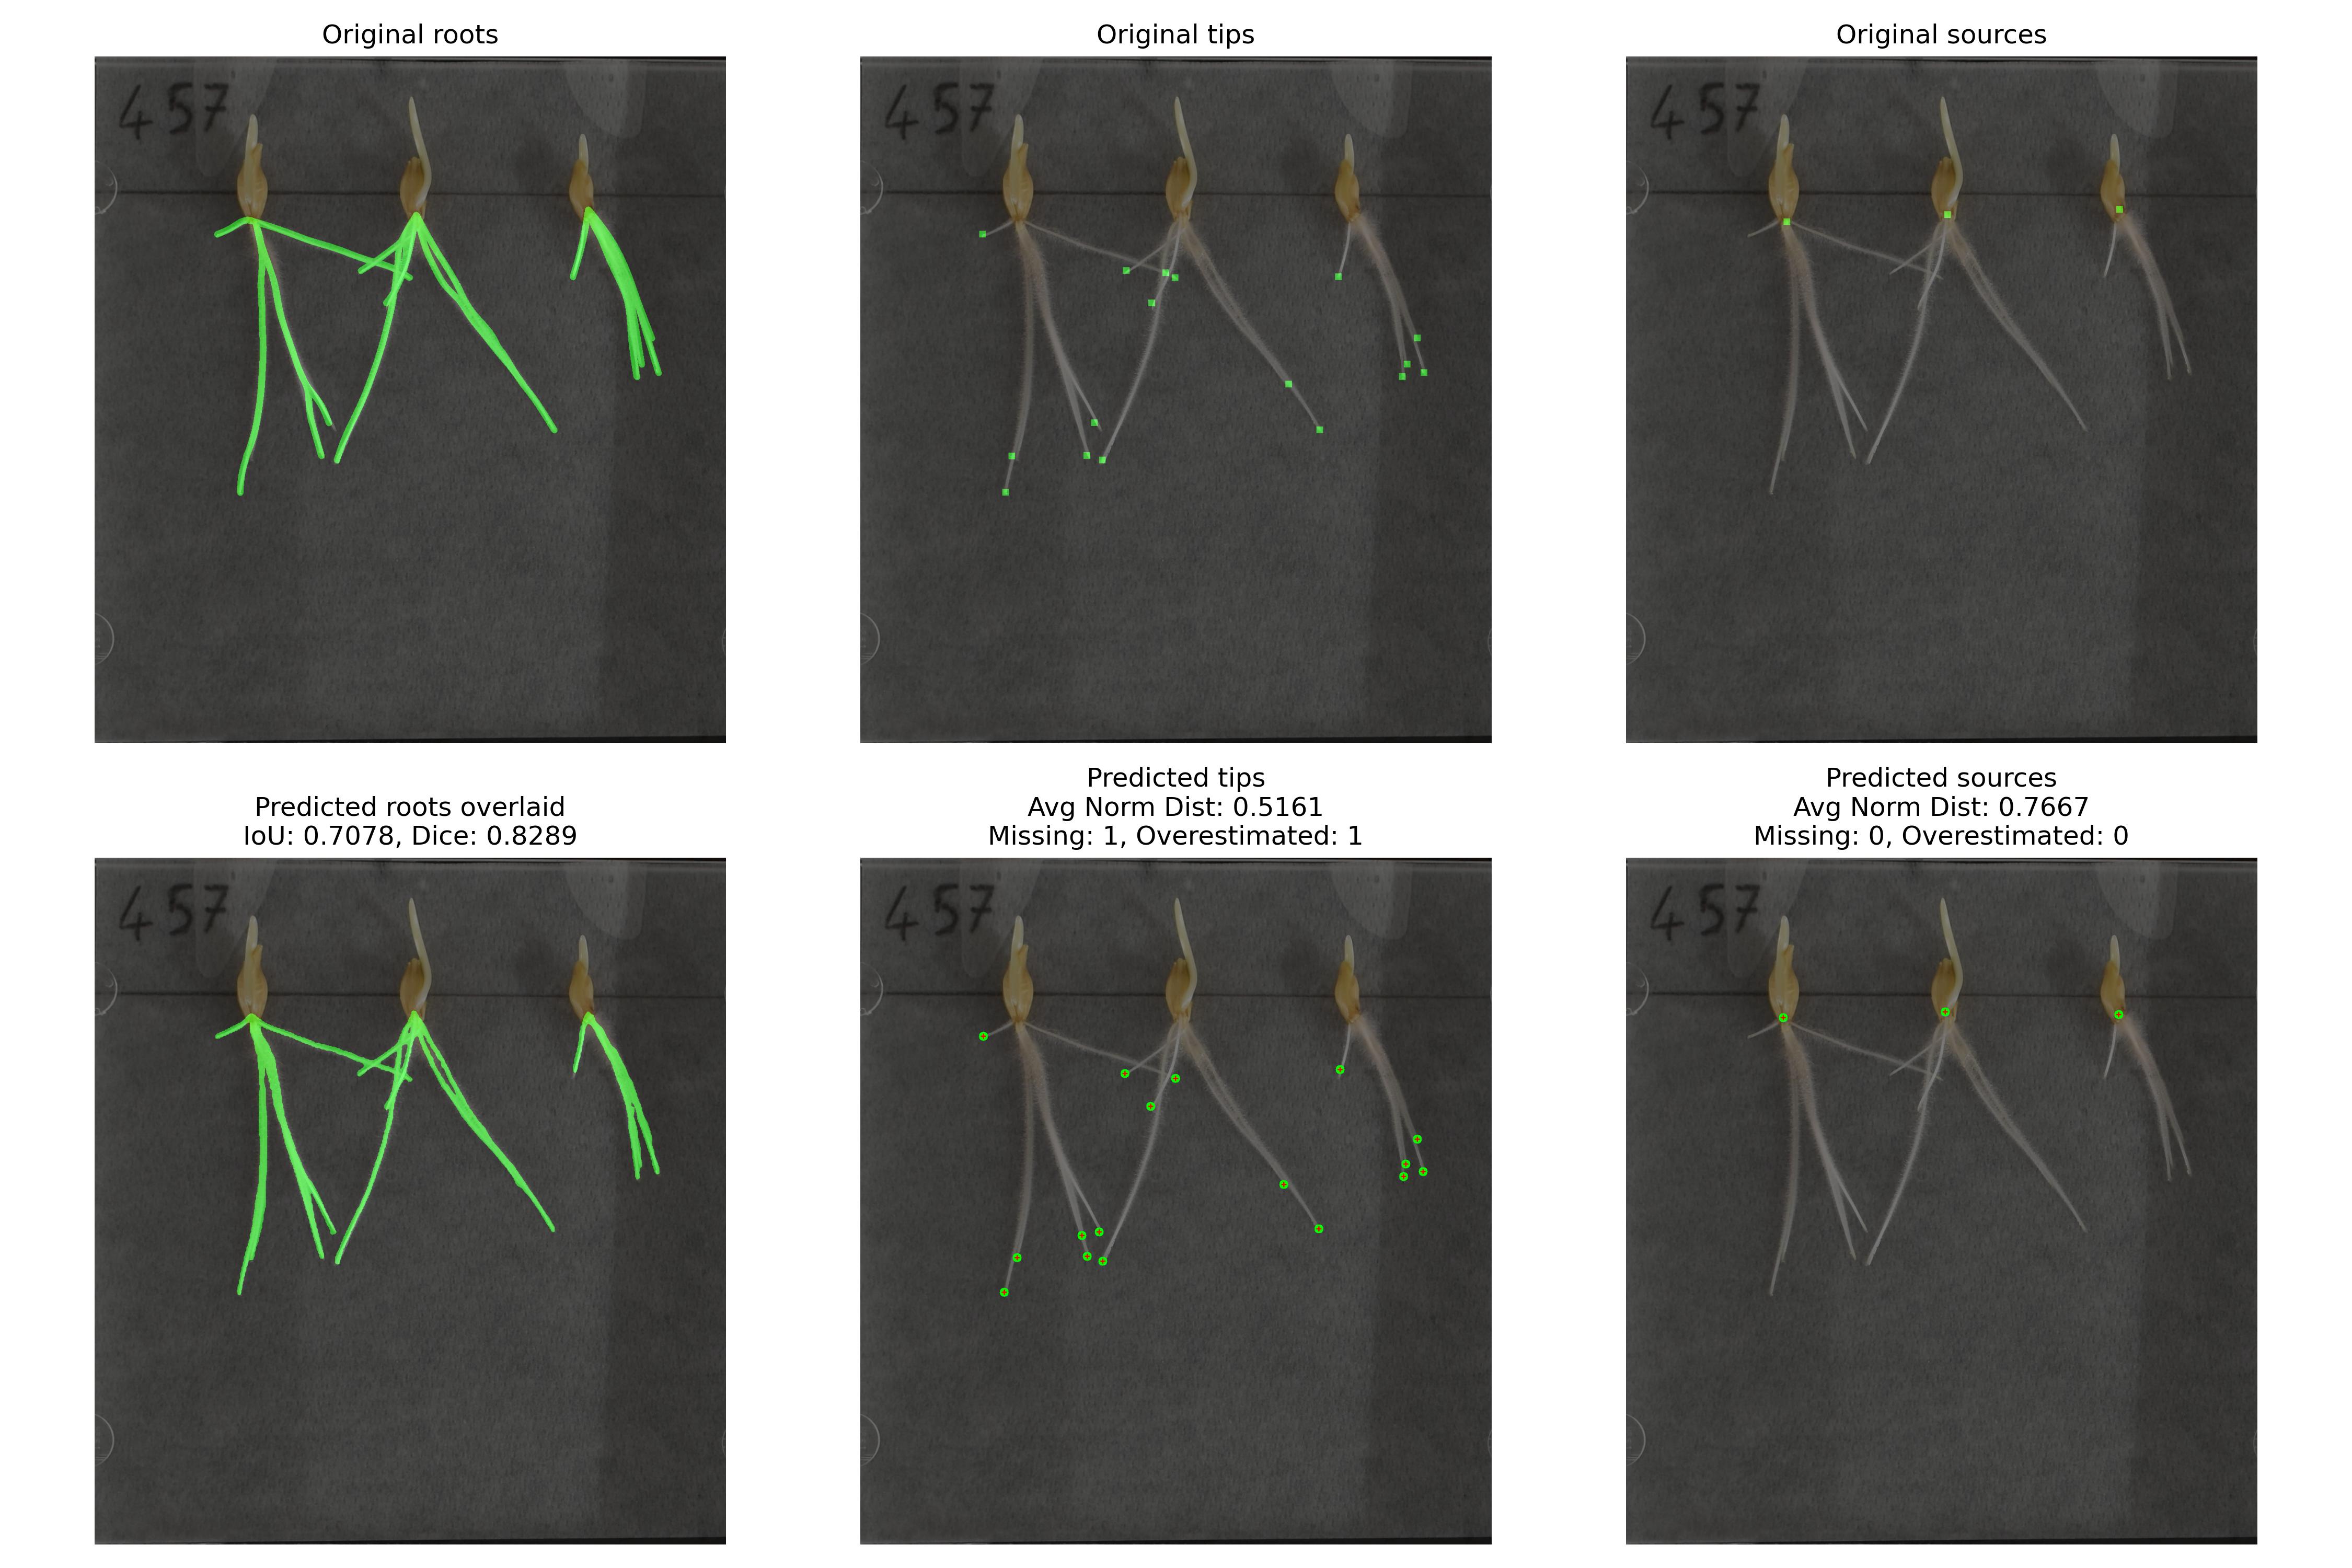 Original roots
Original tips
Original sources
457
457
457
Predicted roots overlaid
IoU: 0.7078, Dice: 0.8289
Predicted tips
Avg Norm Dist: 0.5161
Missing: 1, Overestimated: 1
Predicted sources
Avg Norm Dist: 0.7667
Missing: 0, Overestimated: 0
457
457
457